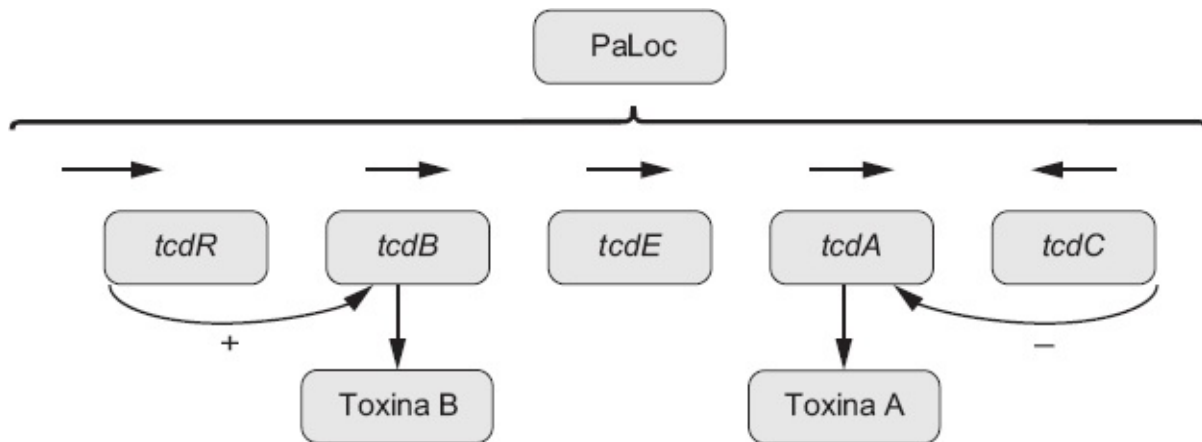 PaLoc
tcdR tcdB tcdE tcdA tcdC
+ –
Toxina B Toxina A